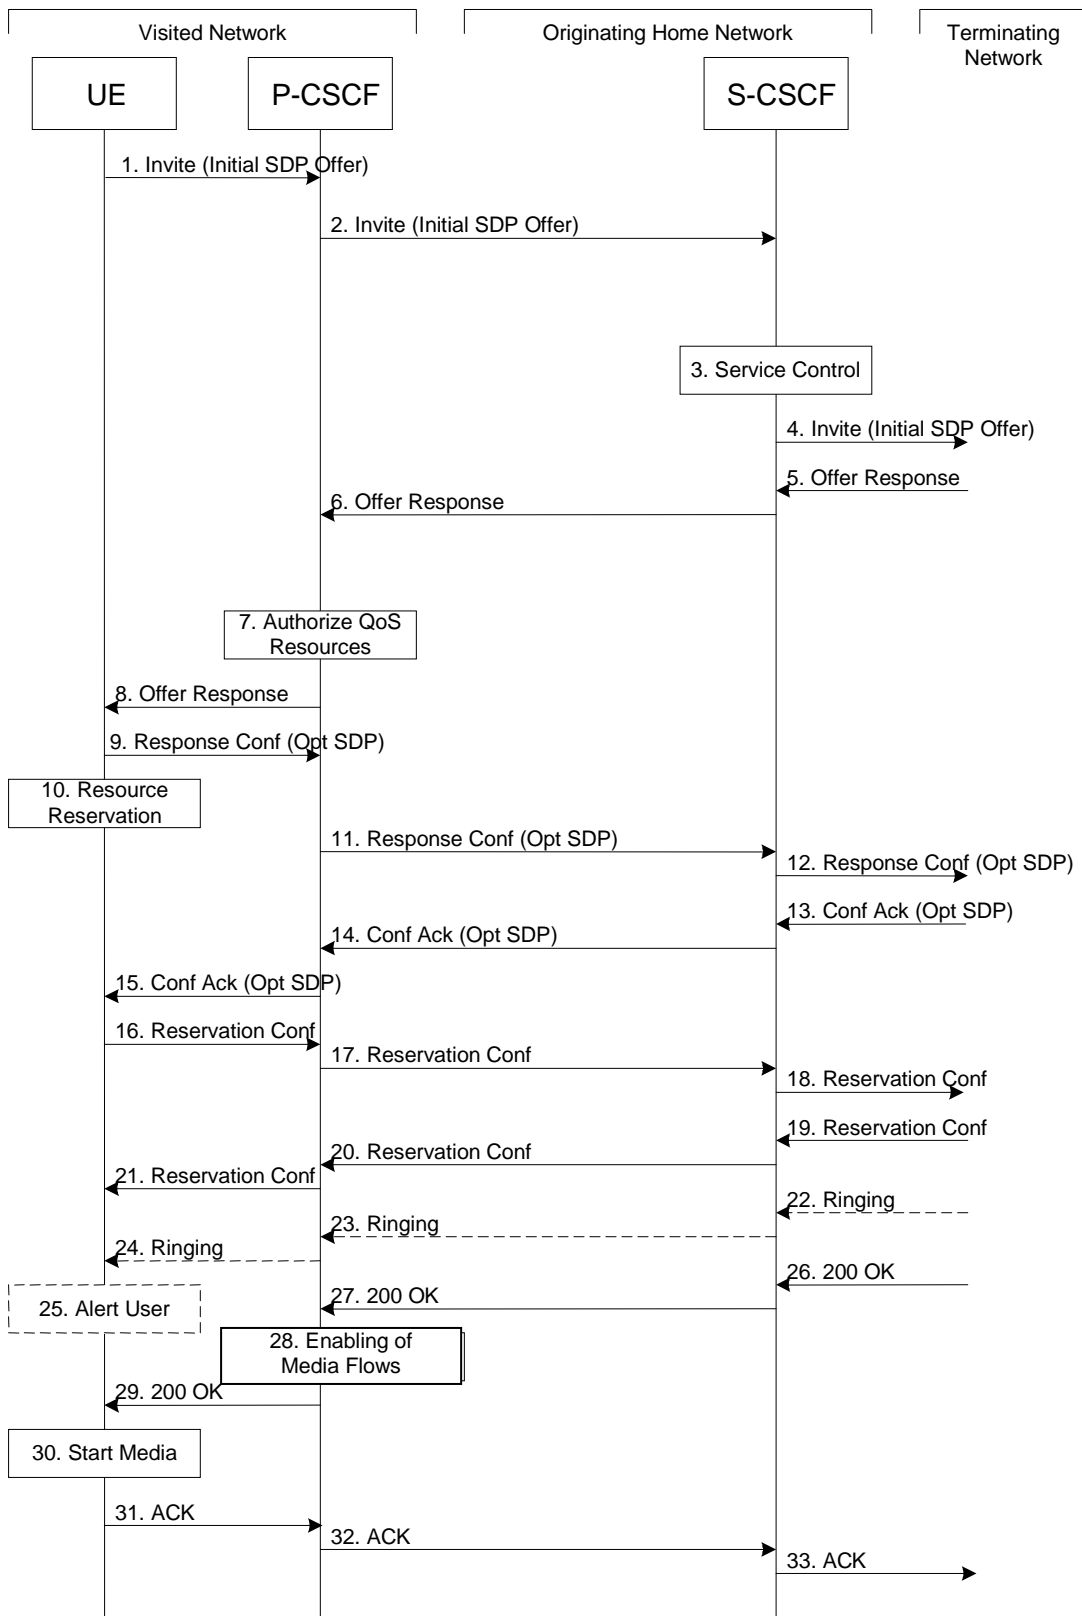 Visited Network
Originating Home Network
Terminating
Network
UE
P-CSCF
S-CSCF
1. Invite (Initial SDP Offer)
2. Invite (Initial SDP Offer)
3. Service Control
4. Invite (Initial SDP Offer)
5. Offer Response
6. Offer Response
7. Authorize QoS
Resources
8. Offer Response
9. Response Conf (Opt SDP)
10. Resource
Reservation
11. Response Conf (Opt SDP)
12. Response Conf (Opt SDP)
13. Conf Ack (Opt SDP)
14. Conf Ack (Opt SDP)
15. Conf Ack (Opt SDP)
16. Reservation Conf
17. Reservation Conf
18. Reservation Conf
19. Reservation Conf
20. Reservation Conf
21. Reservation Conf
22. Ringing
23. Ringing
24. Ringing
25. Alert User
26. 200 OK
27. 200 OK
28. Enabling of
Media Flows
29. 200 OK
30. Start Media
31. ACK
32. ACK
33. ACK